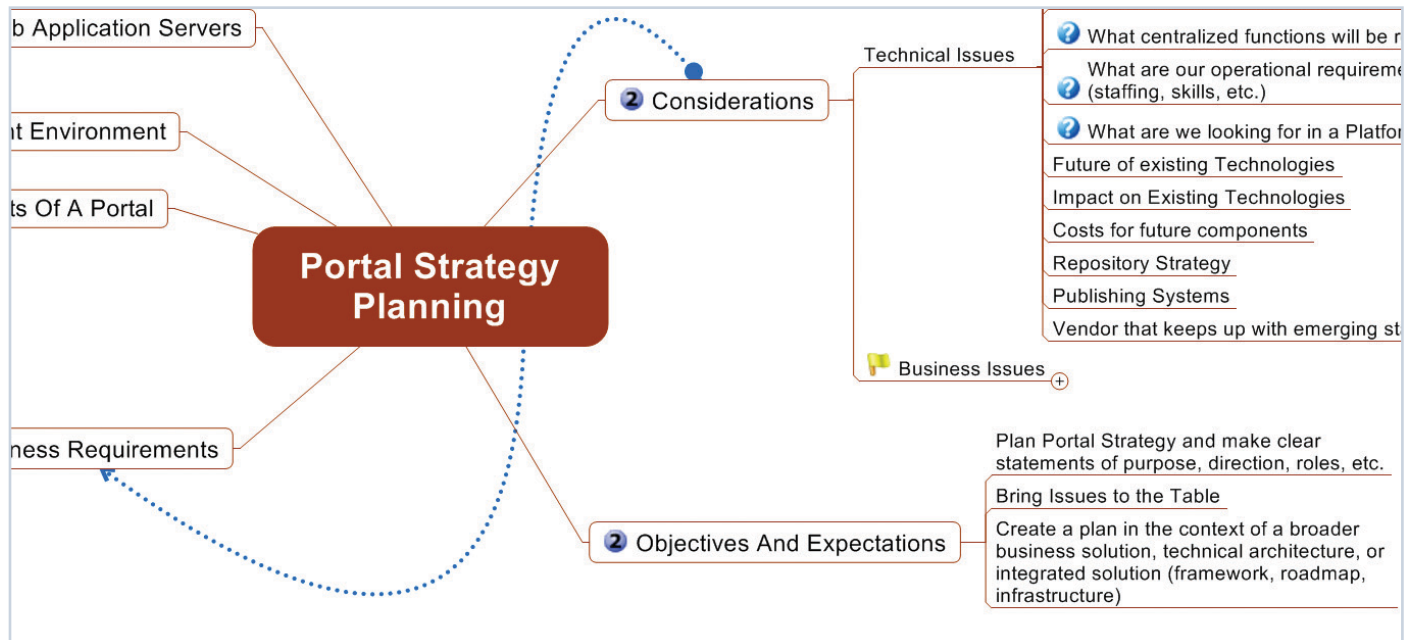 b Application Servers
nt Environment
ts Of A Portal
ness Requirements
Portal Strategy
Planning
2 Considerations
Technical Issues
? What centralized functions will be r
? What are our operational requireme
(staffing, skills, etc.)
? What are we looking for in a Platfor
Future of existing Technologies
Impact on Existing Technologies
Costs for future components
Repository Strategy
Publishing Systems
Vendor that keeps up with emerging sta
Business Issues +
2 Objectives And Expectations
Plan Portal Strategy and make clear
statements of purpose, direction, roles, etc.
Bring Issues to the Table
Create a plan in the context of a broader
business solution, technical architecture, or
integrated solution (framework, roadmap,
infrastructure)